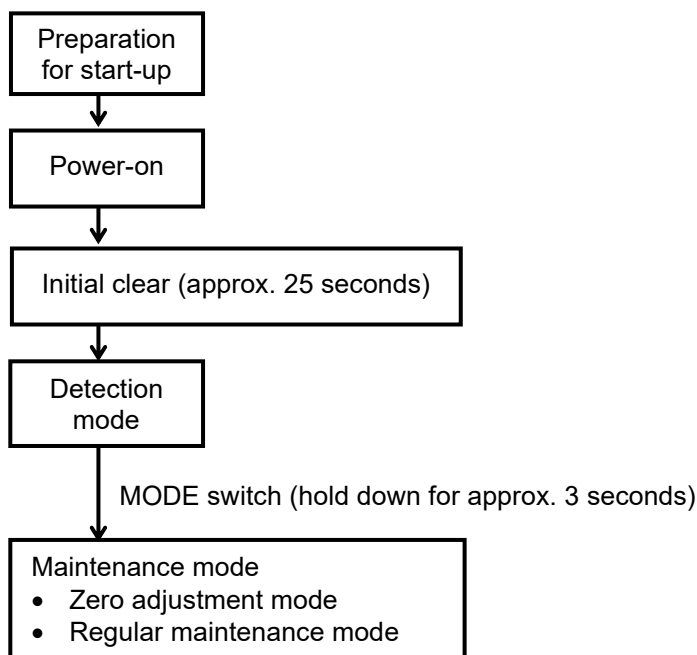 Preparation
for start-up
Power-on
Initial clear (approx. 25 seconds)
Detection
mode
MODE switch (hold down for approx. 3 seconds)
Maintenance mode
• Zero adjustment mode
• Regular maintenance mode